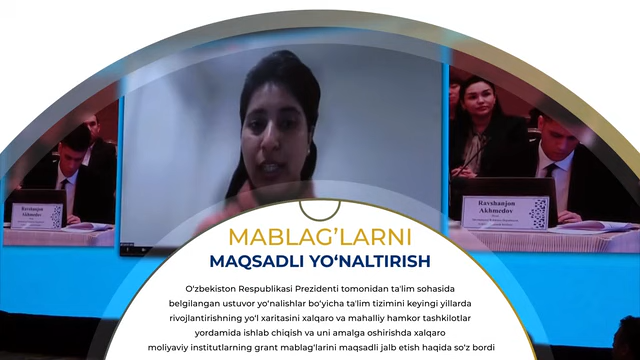 Ravshanjon
Akhmedov
Ravshanjon
Akhmedov
MABLAG’LARNI
MAQSADLI YO‘NALTIRISH
O‘zbekiston Respublikasi Prezidenti tomonidan ta'lim sohasida
belgilangan ustuvor yo‘nalishlar bo‘yicha ta'lim tizimini keyingi yillarda
rivojlantirishning yo‘l xaritasini xalqaro va mahalliy hamkor tashkilotlar
yordamida ishlab chiqish va uni amalga oshirishda xalqaro
moliyaviy institutlarning grant mablag‘larini maqsadli jalb etish haqida so‘z bordi